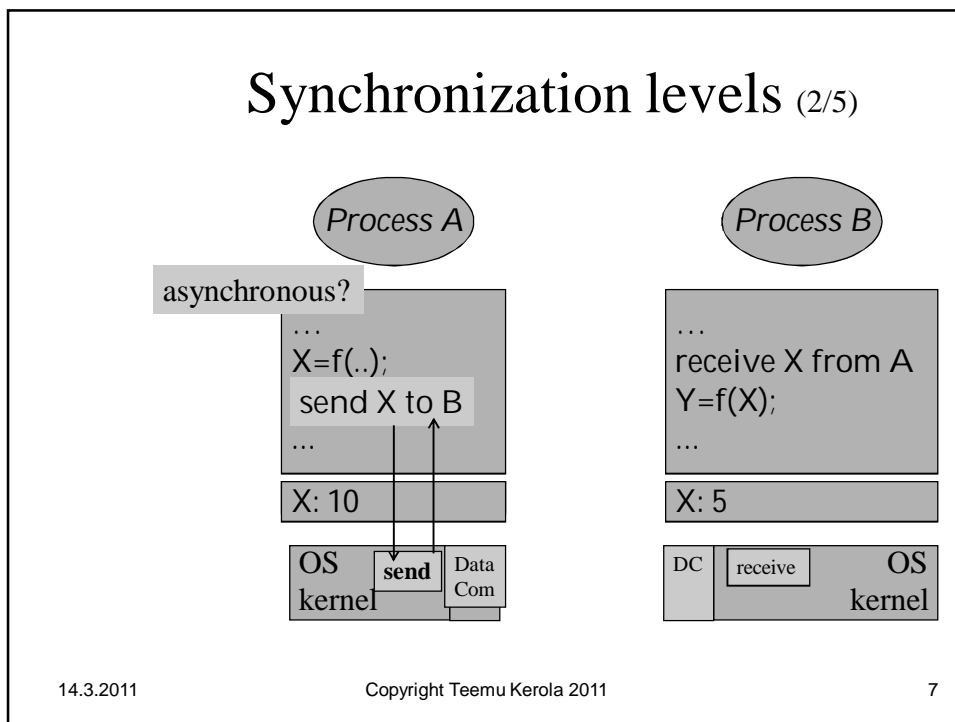 Synchronization levels (2/5)
Process A
asynchronous?
...
X=f(..);
send X to B
...
X: 10
OS
kernel
send
Data
Com
Process B
...
receive X from A
Y=f(X);
...
X: 5
DC
receive
OS
kernel
14.3.2011
Copyright Teemu Kerola 2011
7